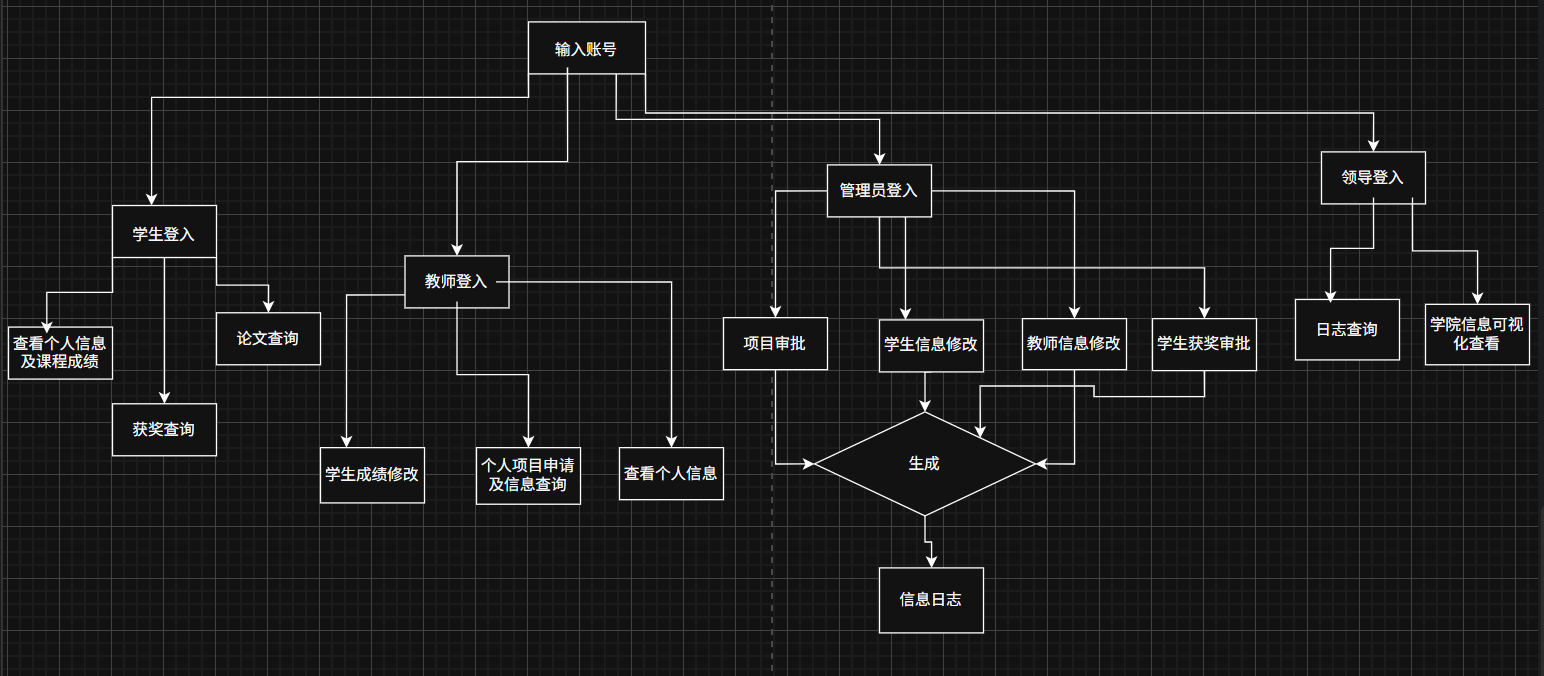 输入账号
管理员登入
领导登入
学生登入
教师登入
查看个人信息
及课程成绩
论文查询
项目审批
学生信息修改
教师信息修改
学生获奖审批
日志查询
学院信息可视
化查看
获奖查询
学生成绩修改
个人项目申请
及信息查询
查看个人信息
生成
信息日志